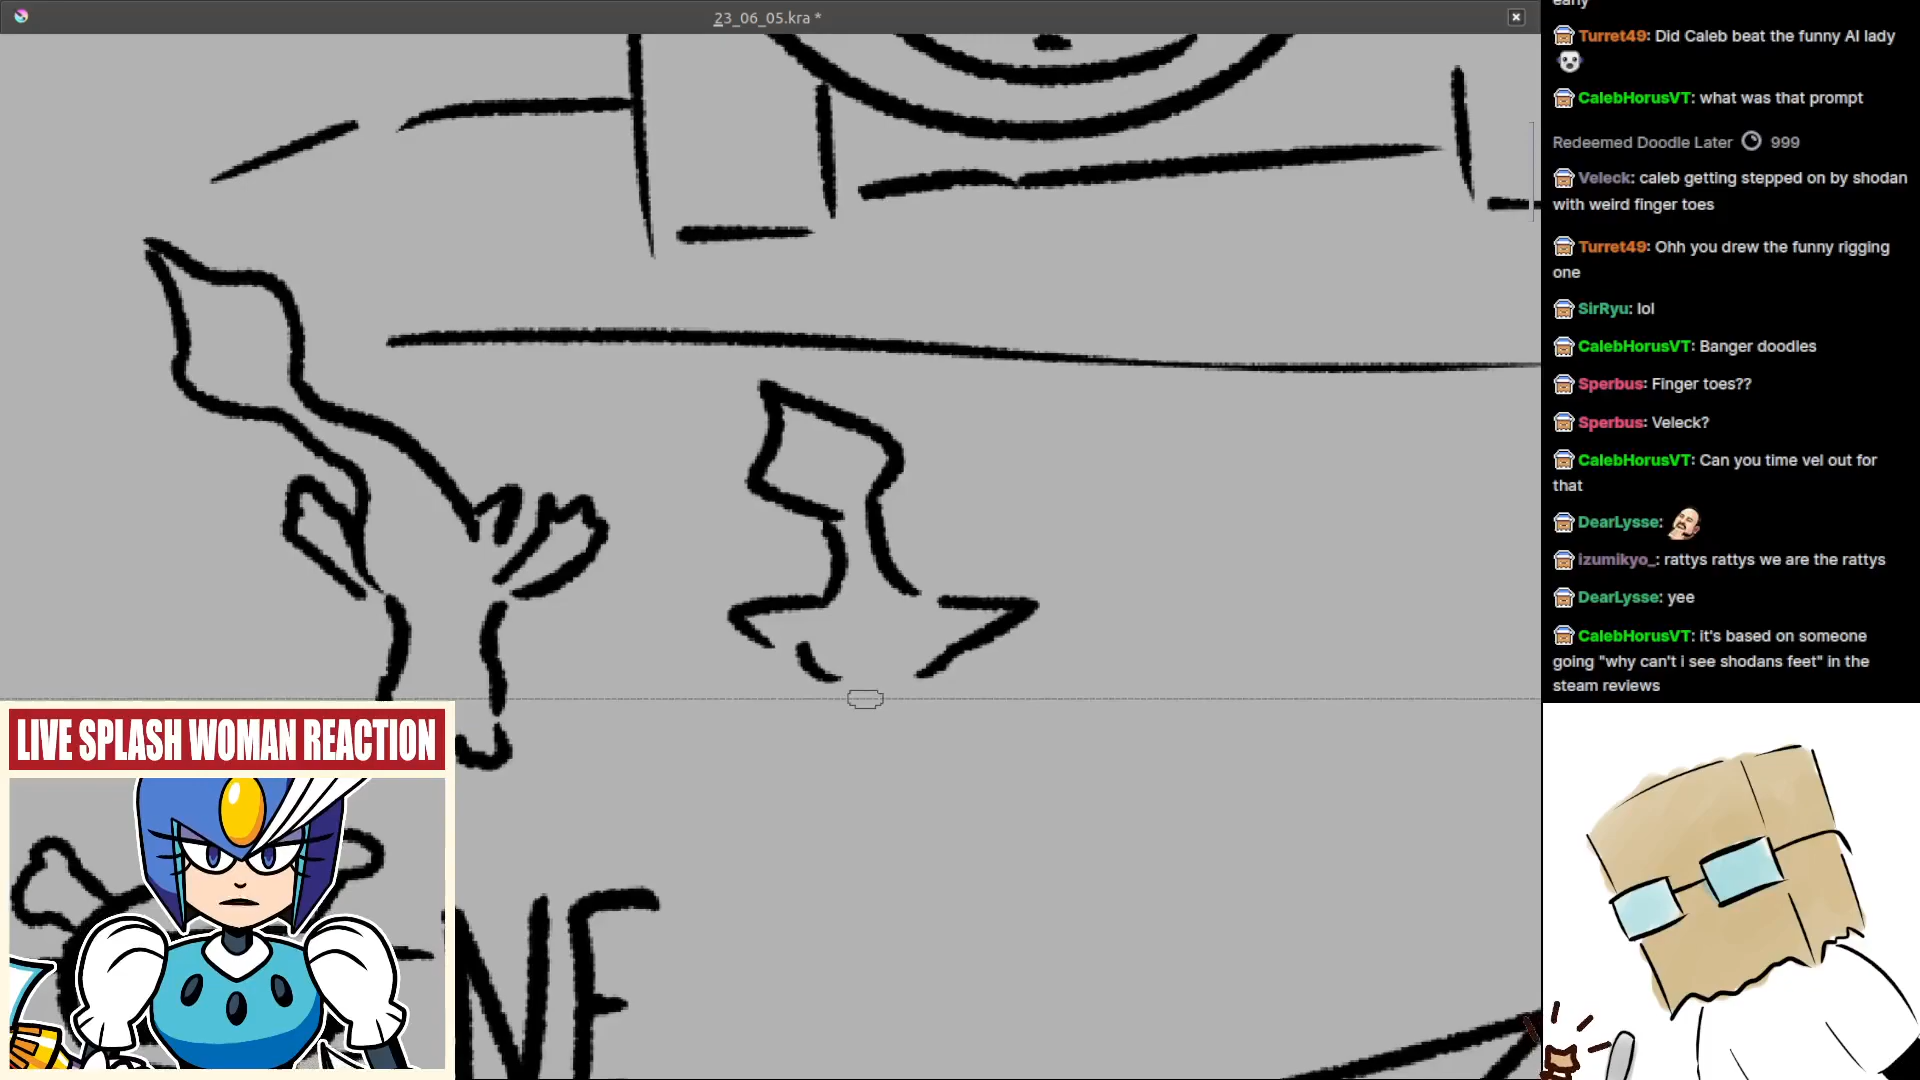 23_06_05.kra *
early
Turret49: Did Caleb beat the funny AI lady
CalebHorusVT: what was that prompt
Redeemed Doodle Later 999
Veleck: caleb getting stepped on by shodan
with weird finger toes
Turret49: Ohh you drew the funny rigging
one
SirRyu: lol
CalebHorusVT: Banger doodles
Sperbus: Finger toes??
Sperbus: Veleck?
CalebHorusVT: Can you time vel out for
that
DearLysse:
izumikyo_: rattys rattys we are the rattys
DearLysse: yee
CalebHorusVT: it's based on someone
going "why can't i see shodans feet" in the
steam reviews
LIVE SPLASH WOMAN REACTION
NE